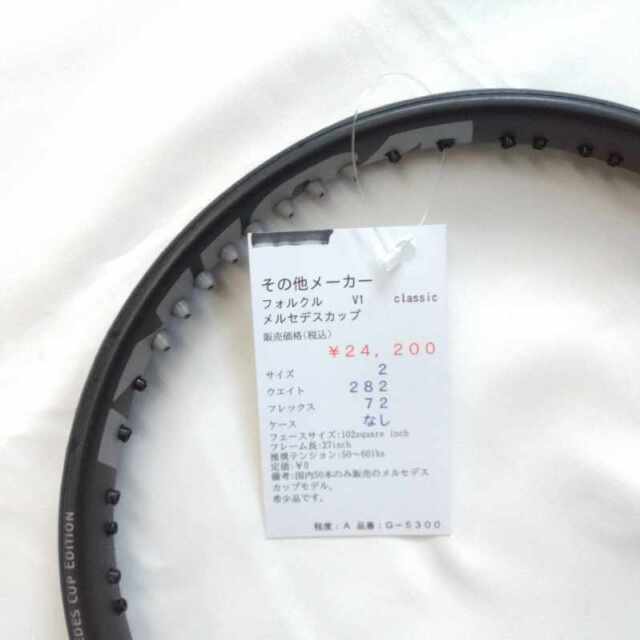 その他メーカー
フォルクル V1 classic
メルセデスカップ
販売価格(税込)
¥24,200
サイズ 2
ウエイト 282
フレックス 72
ケース なし
フェースサイズ:102square inch
フレーム長:27inch
推奨テンション:50~60lbs
定価:¥0
備考:国内50本のみ販売のメルセデス
カップモデル。
希少品です。
程度:A 品番:G-5300
DES CUP EDITION